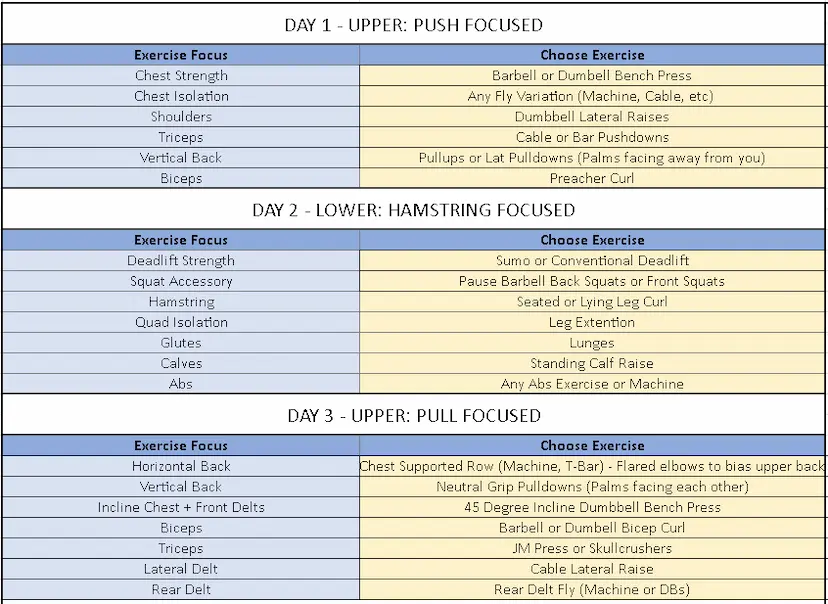 DAY 1 - UPPER: PUSH FOCUSED
Exercise Focus Choose Exercise
Chest Strength Barbell or Dumbell Bench Press
Chest Isolation Any Fly Variation (Machine, Cable, etc)
Shoulders Dumbbell Lateral Raises
Triceps Cable or Bar Pushdowns
Vertical Back Pullups or Lat Pulldowns (Palms facing away from you)
Biceps Preacher Curl
DAY 2 - LOWER: HAMSTRING FOCUSED
Exercise Focus Choose Exercise
Deadlift Strength Sumo or Conventional Deadlift
Squat Accessory Pause Barbell Back Squats or Front Squats
Hamstring Seated or Lying Leg Curl
Quad Isolation Leg Extention
Glutes Lunges
Calves Standing Calf Raise
Abs Any Abs Exercise or Machine
DAY 3 - UPPER: PULL FOCUSED
Exercise Focus Choose Exercise
Horizontal Back Chest Supported Row (Machine, T-Bar) - Flared elbows to bias upper back
Vertical Back Neutral Grip Pulldowns (Palms facing each other)
Incline Chest + Front Delts 45 Degree Incline Dumbbell Bench Press
Biceps Barbell or Dumbell Bicep Curl
Triceps JM Press or Skullcrushers
Lateral Delt Cable Lateral Raise
Rear Delt Rear Delt Fly (Machine or DBs)